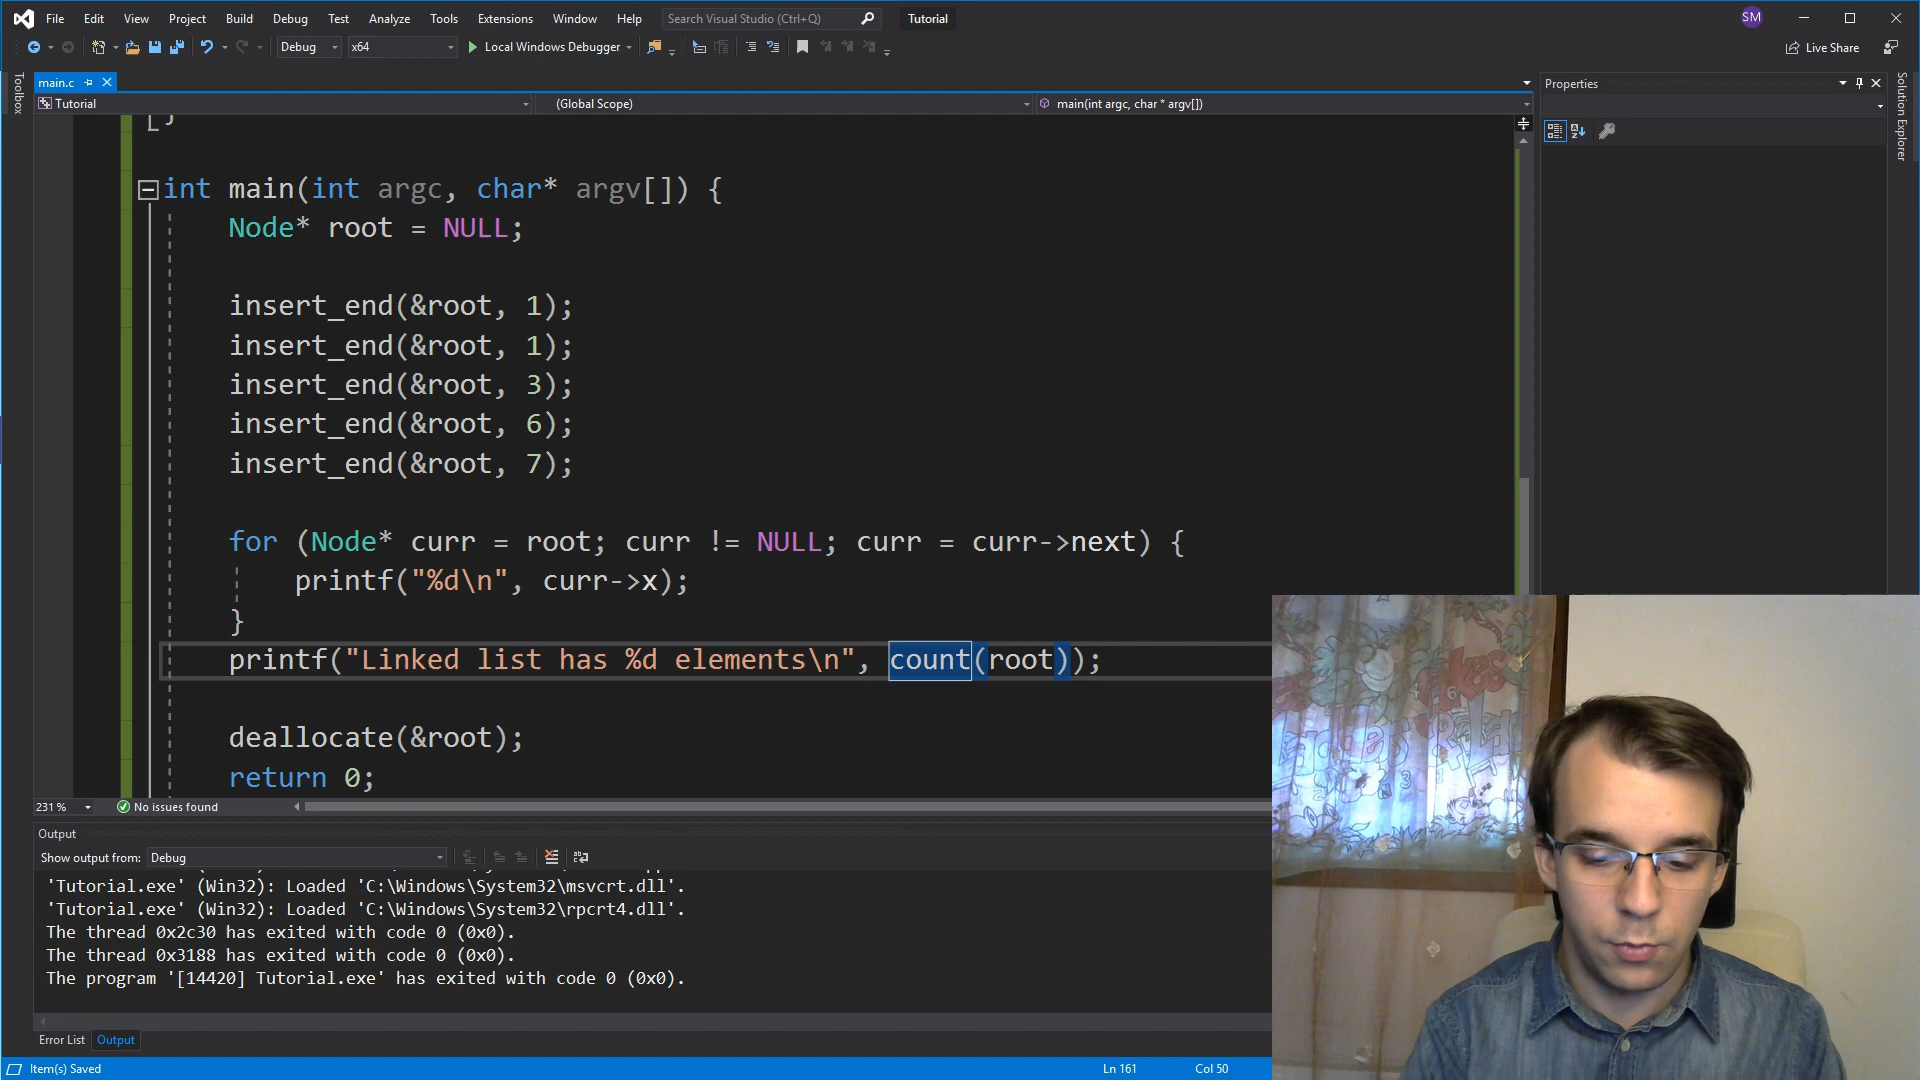 File Edit View Project Build Debug Test Analyze Tools Extensions Window Help Search Visual Studio (Ctrl+Q) Tutorial SM
Debug x64 Local Windows Debugger Live Share
Toolbox
main.c
Tutorial (Global Scope) main(int argc, char * argv[])
}
int main(int argc, char* argv[]) {
Node* root = NULL;
insert_end(&root, 1);
insert_end(&root, 1);
insert_end(&root, 3);
insert_end(&root, 6);
insert_end(&root, 7);
for (Node* curr = root; curr != NULL; curr = curr->next) {
printf("%d\n", curr->x);
}
printf("Linked list has %d elements\n", count(root));
deallocate(&root);
return 0;
231 % No issues found
Output
Show output from: Debug
'Tutorial.exe' (Win32): Loaded 'C:\Windows\System32\msvcrt.dll'.
'Tutorial.exe' (Win32): Loaded 'C:\Windows\System32\rpcrt4.dll'.
The thread 0x2c30 has exited with code 0 (0x0).
The thread 0x3188 has exited with code 0 (0x0).
The program '[14420] Tutorial.exe' has exited with code 0 (0x0).
Error List Output
Item(s) Saved Ln 161 Col 50
Properties
Solution Explorer